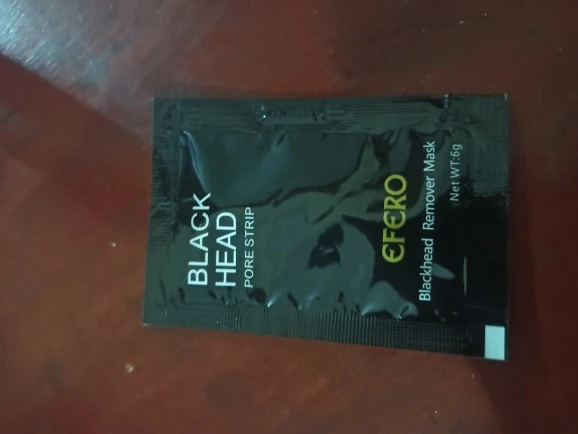 BLACK
HEAD
PORE STRIP
EFERO
Blackhead Remover Mask
Net WT:6g